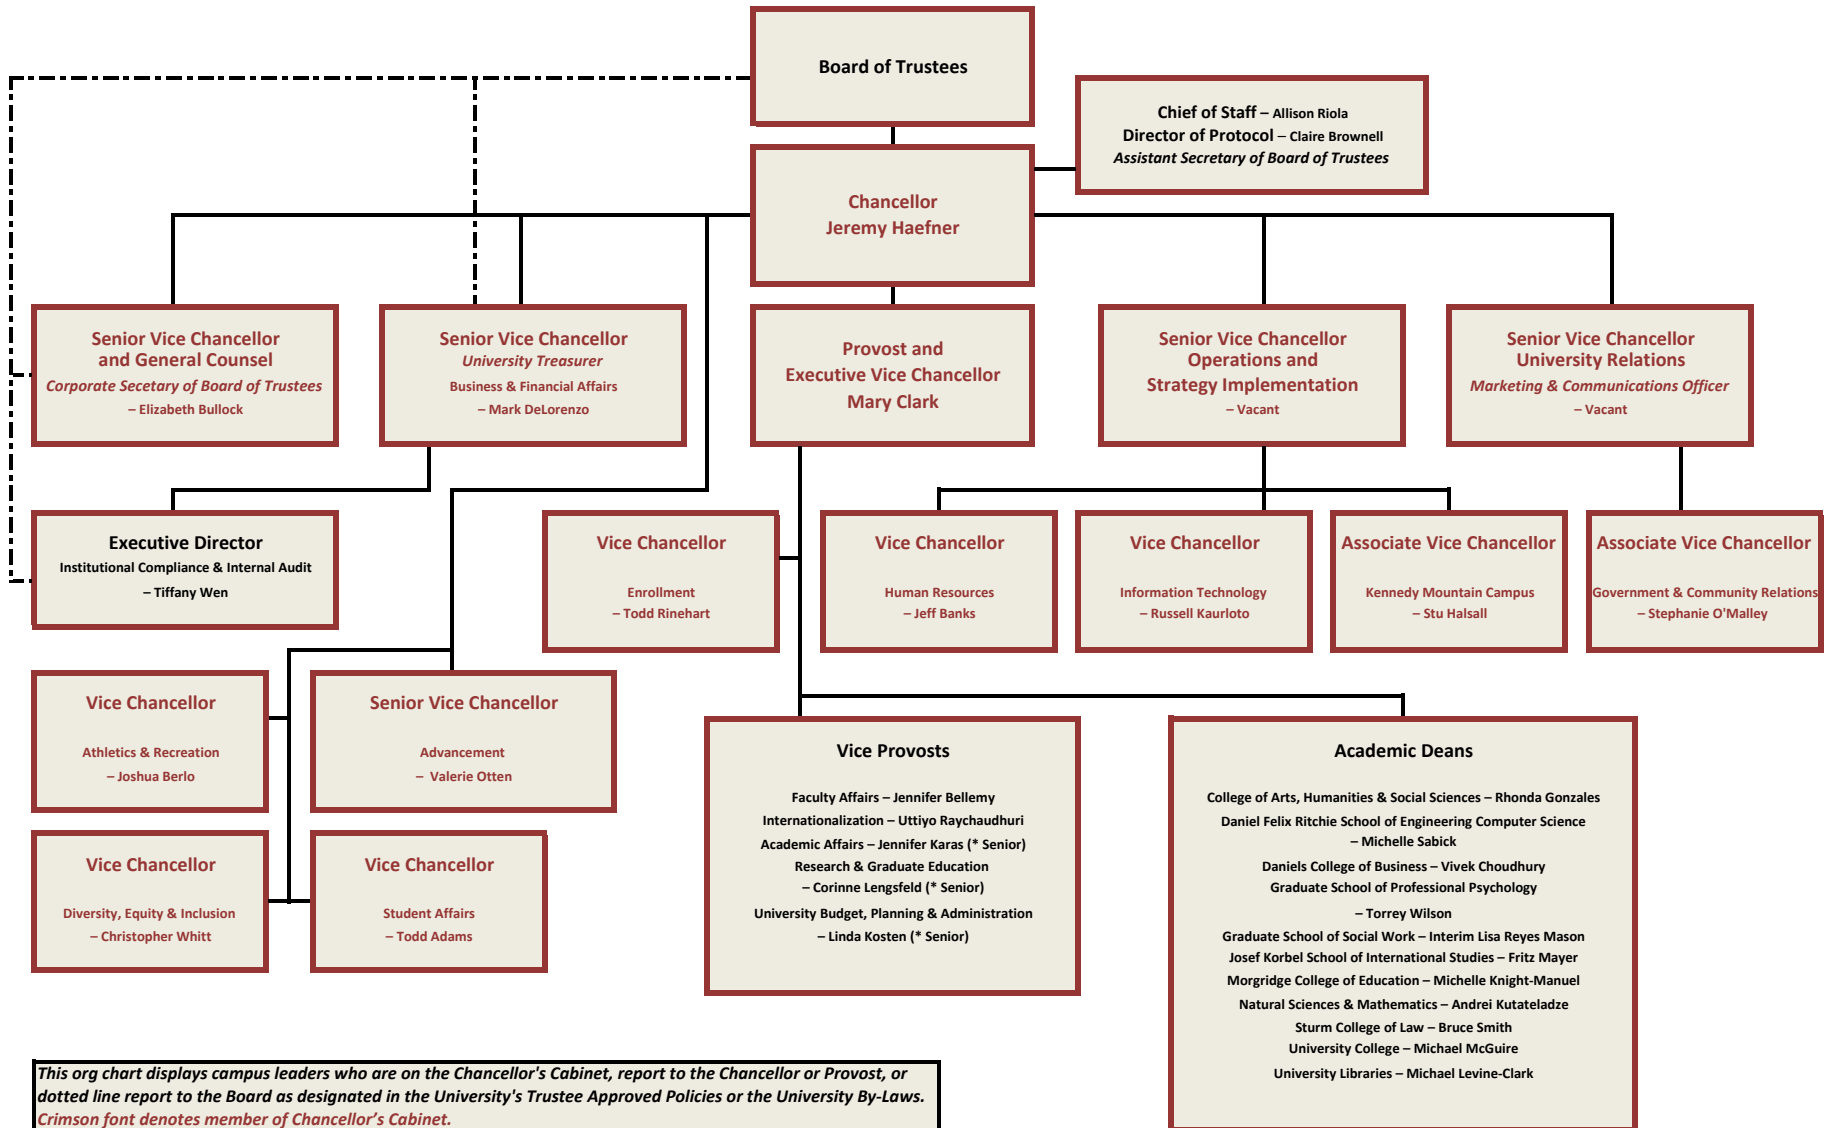 Board of Trustees
Chief of Staff – Allison Riola
Director of Protocol – Claire Brownell
Assistant Secretary of Board of Trustees
Chancellor
Jeremy Haefner
Senior Vice Chancellor
and General Counsel
Corporate Secetary of Board of Trustees
– Elizabeth Bullock
Senior Vice Chancellor
University Treasurer
Business & Financial Affairs
– Mark DeLorenzo
Provost and
Executive Vice Chancellor
Mary Clark
Senior Vice Chancellor
Operations and
Strategy Implementation
– Vacant
Senior Vice Chancellor
University Relations
Marketing & Communications Officer
– Vacant
Executive Director
Institutional Compliance & Internal Audit
– Tiffany Wen
Vice Chancellor
Enrollment
– Todd Rinehart
Vice Chancellor
Human Resources
– Jeff Banks
Vice Chancellor
Information Technology
– Russell Kaurloto
Associate Vice Chancellor
Kennedy Mountain Campus
– Stu Halsall
Associate Vice Chancellor
Government & Community Relations
– Stephanie O'Malley
Vice Chancellor
Athletics & Recreation
– Joshua Berlo
Senior Vice Chancellor
Advancement
– Valerie Otten
Vice Chancellor
Diversity, Equity & Inclusion
– Christopher Whitt
Vice Chancellor
Student Affairs
– Todd Adams
Vice Provosts
Faculty Affairs – Jennifer Bellemy
Internationalization – Uttiyo Raychaudhuri
Academic Affairs – Jennifer Karas (* Senior)
Research & Graduate Education
– Corinne Lengsfeld (* Senior)
University Budget, Planning & Administration
– Linda Kosten (* Senior)
Academic Deans
College of Arts, Humanities & Social Sciences – Rhonda Gonzales
Daniel Felix Ritchie School of Engineering Computer Science
– Michelle Sabick
Daniels College of Business – Vivek Choudhury
Graduate School of Professional Psychology
– Torrey Wilson
Graduate School of Social Work – Interim Lisa Reyes Mason
Josef Korbel School of International Studies – Fritz Mayer
Morgridge College of Education – Michelle Knight-Manuel
Natural Sciences & Mathematics – Andrei Kutateladze
Sturm College of Law – Bruce Smith
University College – Michael McGuire
University Libraries – Michael Levine-Clark
This org chart displays campus leaders who are on the Chancellor's Cabinet, report to the Chancellor or Provost, or
dotted line report to the Board as designated in the University's Trustee Approved Policies or the University By-Laws.
Crimson font denotes member of Chancellor’s Cabinet.